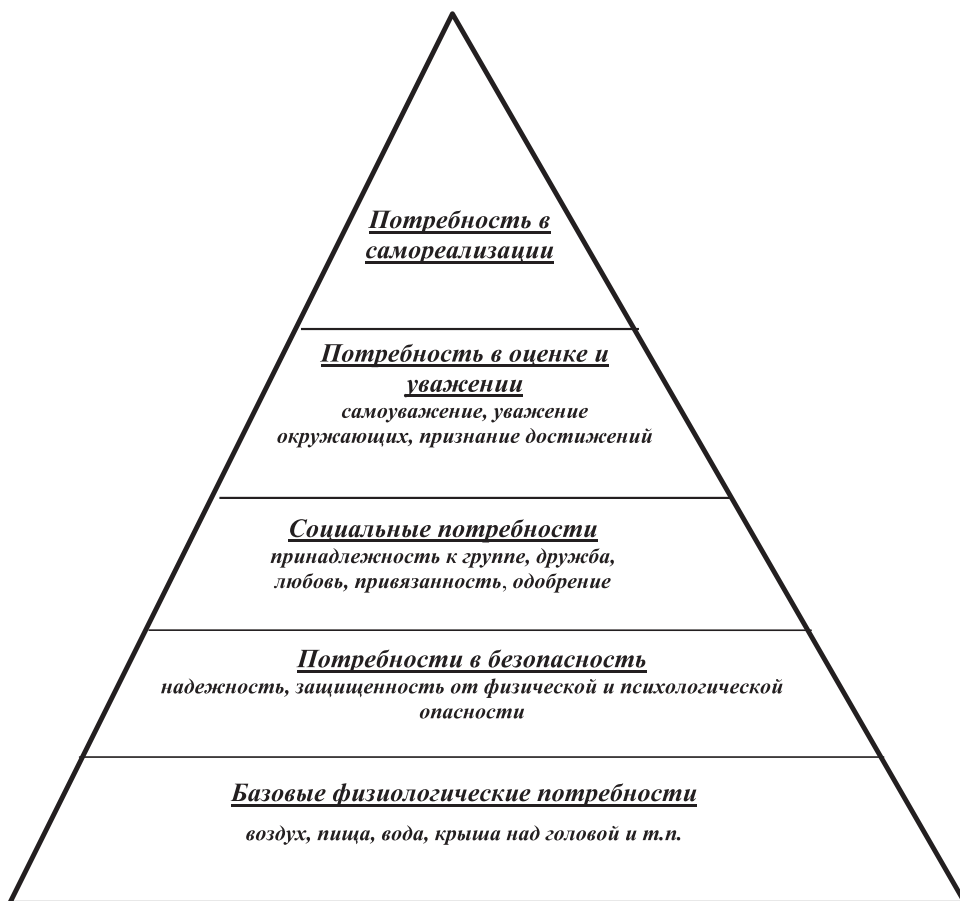 Потребность в
самореализации
Потребность в оценке и
уважении
самоуважение, уважение
окружающих, признание достижений
Социальные потребности
принадлежность к группе, дружба,
любовь, привязанность, одобрение
Потребности в безопасность
надежность, защищенность от физической и психологической
опасности
Базовые физиологические потребности
воздух, пища, вода, крыша над головой и т.п.